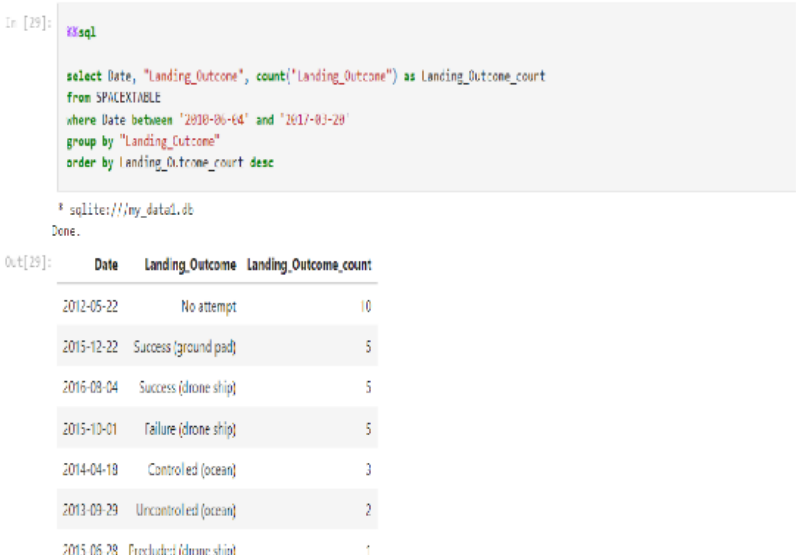 In [29]:
%%sql
select Date, "Landing_Outcome", count("Landing_Outcome") as Landing_Outcome_count
from SPACEXTABLE
where Date between '2010-06-04' and '2017-03-20'
group by "Landing_Outcome"
order by Landing_Outcome_count desc
* sqlite:///my_data1.db
Done.
Out[29]:
Date Landing_Outcome Landing_Outcome_count
2012-05-22 No attempt 10
2015-12-22 Success (ground pad) 5
2016-08-04 Success (drone ship) 5
2015-10-01 Failure (drone ship) 5
2014-04-18 Controlled (ocean) 3
2013-09-29 Uncontrolled (ocean) 2
2015-06-28 Precluded (drone ship) 1